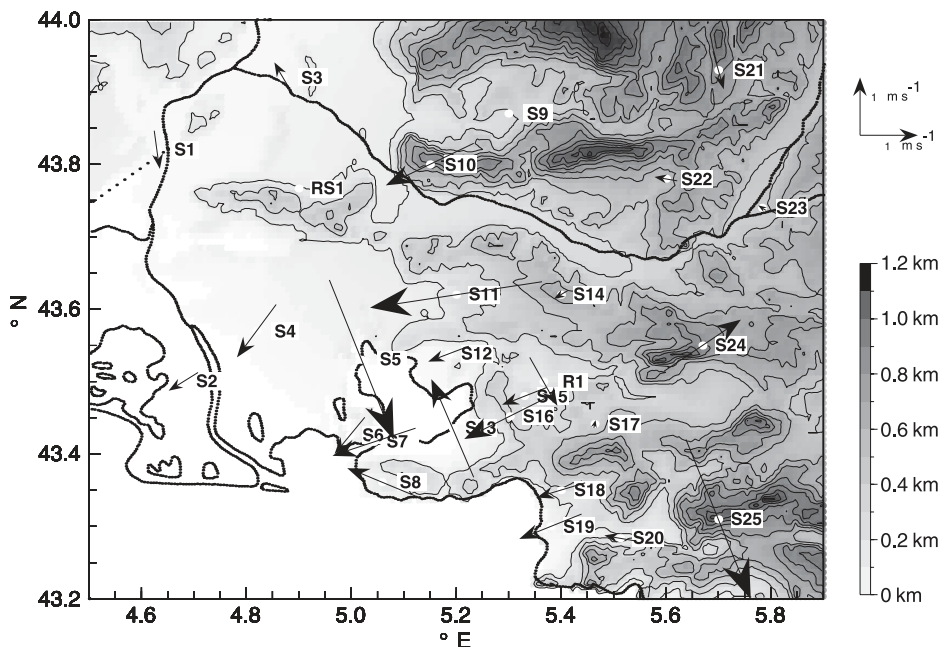 44.0
S3
S21
1 m s-1
S9
S1
1 m s-1
43.8
S10
RS1
S22
S23
1.2 km
43.6
S11
S14
1.0 km
° N
S4
S24
S5
S12
0.8 km
S2
R1
S15
S16
0.6 km
S6
S7
S13
S17
43.4
0.4 km
S8
S18
S19
S25
S20
0.2 km
43.2
0 km
4.6
4.8
5.0
5.2
5.4
5.6
5.8
° E